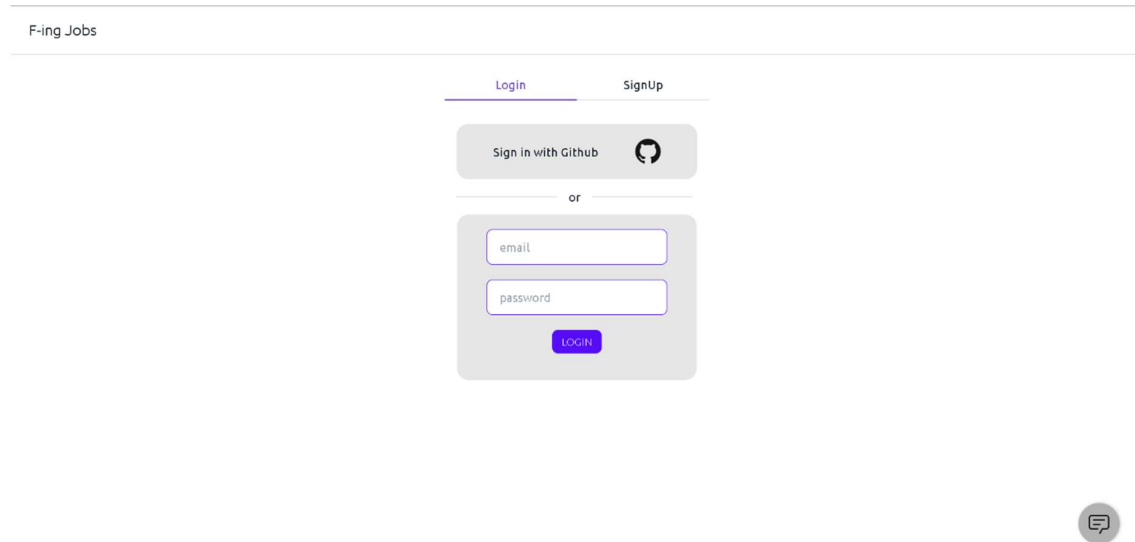 F-ing Jobs
Login SignUp
Sign in with Github
or
email
password
LOGIN